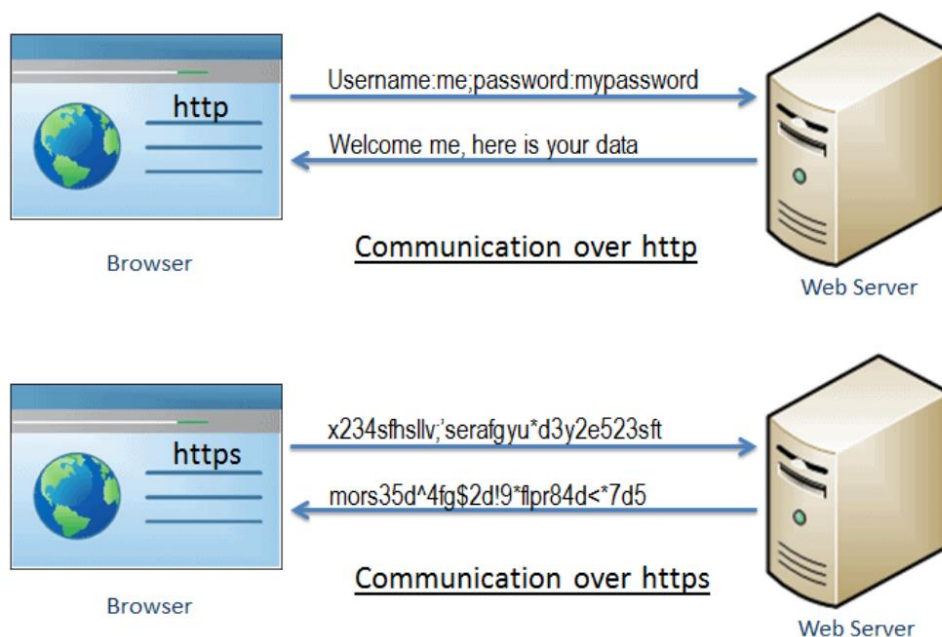 http
Username:me;password:mypassword
Welcome me, here is your data
Communication over http
Browser
Web Server
https
x234sfhsllv;'serafgyu*d3y2e523sft
mors35d^4fg$2d!9*flpr84d<*7d5
Communication over https
Browser
Web Server